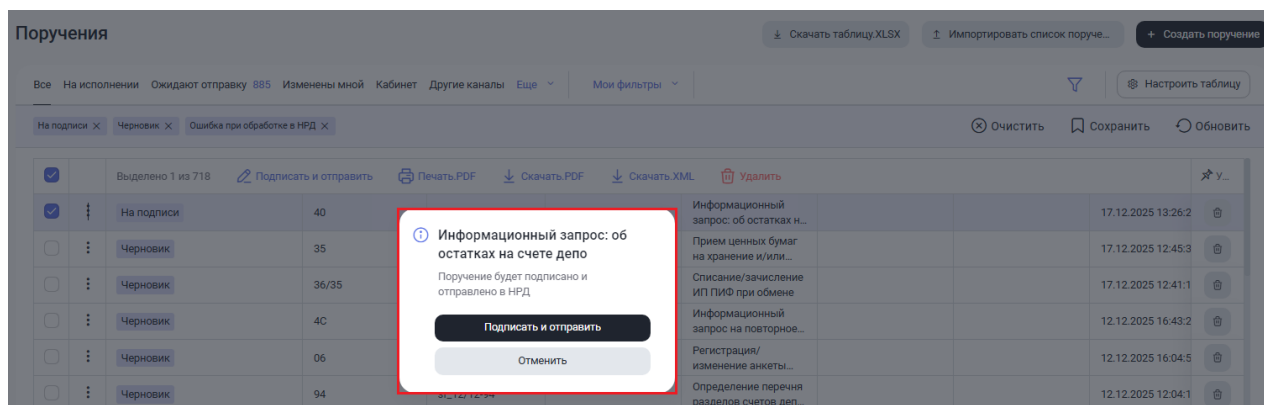 Поручения
Скачать таблицу.XLSX
Импортировать список поруче...
+ Создать поручение
Все На исполнении Ожидают отправку 885 Изменены мной Кабинет Другие каналы Еще Мои фильтры
Настроить таблицу
На подписи Черновик Ошибка при обработке в НРД
Очистить Сохранить Обновить
Выделено 1 из 718 Подписать и отправить Печать.PDF Скачать.PDF Скачать.XML Удалить У...
На подписи 40
Информационный
запрос: об остатках н...
17.12.2025 13:26:2
Черновик 35
Прием ценных бумаг
на хранение и/или...
17.12.2025 12:45:3
Черновик 36/35
Списание/зачисление
ИП ПИФ при обмене
17.12.2025 12:41:1
Черновик 4C
Информационный
запрос на повторное...
12.12.2025 16:43:2
Черновик 06
Регистрация/
изменение анкеты...
12.12.2025 16:04:5
Черновик 94
Определение перечня
разделов счетов деп...
12.12.2025 12:04:1
Информационный запрос: об
остатках на счете депо
Поручение будет подписано и
отправлено в НРД
Подписать и отправить
Отменить